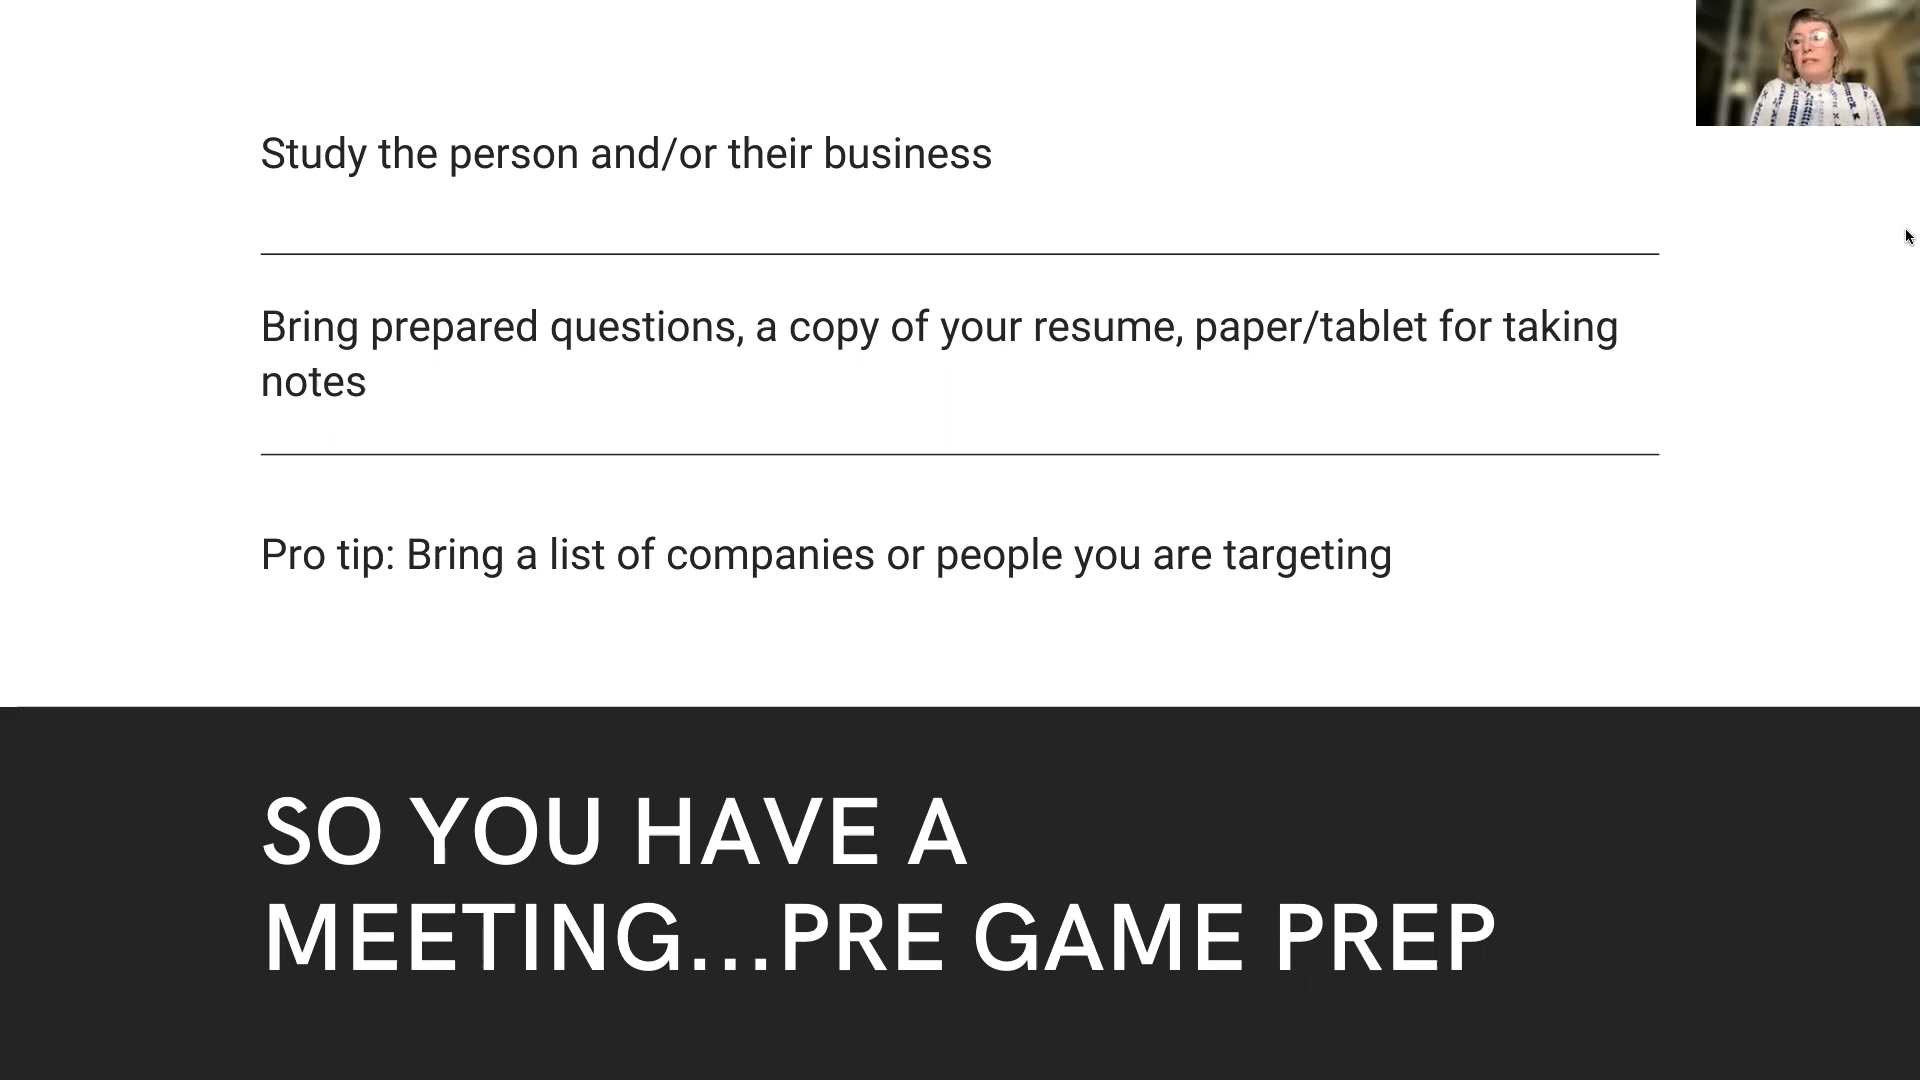 Study the person and/or their business
Bring prepared questions, a copy of your resume, paper/tablet for taking
notes
Pro tip: Bring a list of companies or people you are targeting
SO YOU HAVE A
MEETING...PRE GAME PREP